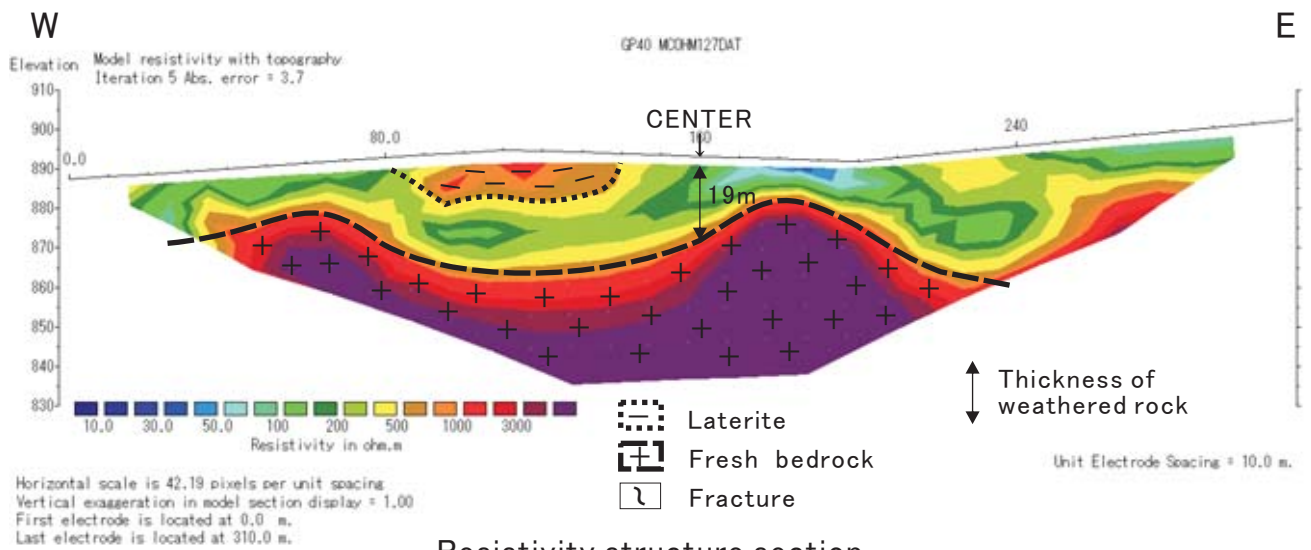 W
E
GP40 MCOHM127DAT
Elevation
Model resistivity with topography
Iteration 5 Abs. error = 3.7
910
900
890
880
870
860
850
840
830
0.0
80.0
CENTER
160
240
19m
10.0 30.0 50.0 100 200 500 1000 3000
Resistivity in ohm.m
Laterite
Fresh bedrock
Fracture
Thickness of
weathered rock
Unit Electrode Spacing = 10.0 m.
Horizontal scale is 42.19 pixels per unit spacing
Vertical exaggeration in model section display = 1.00
First electrode is located at 0.0 m.
Last electrode is located at 310.0 m.
Resistivity structure section